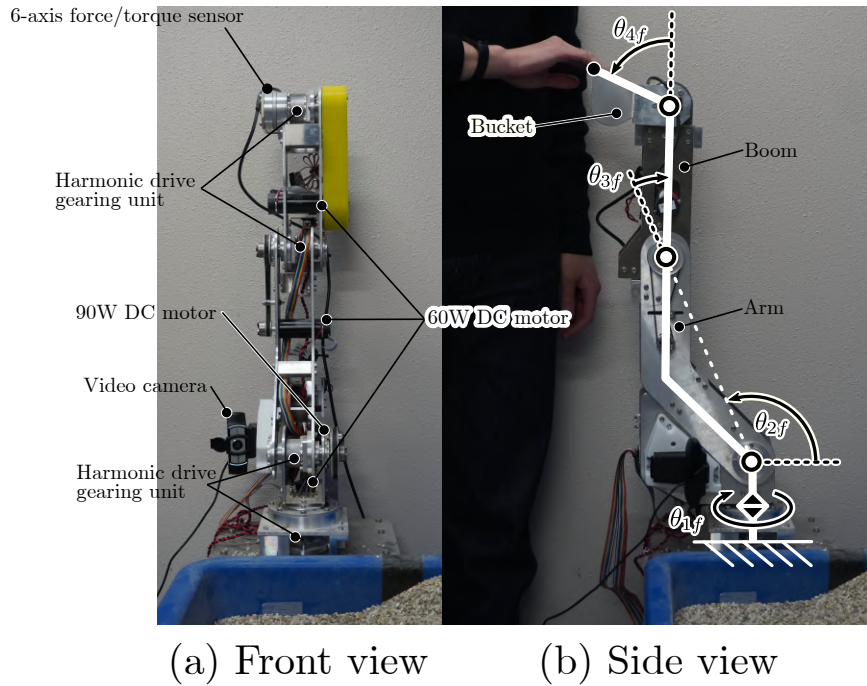 6-axis force/torque sensor
Harmonic drive
gearing unit
90W DC motor
60W DC motor
Video camera
Harmonic drive
gearing unit
(a) Front view
θ4f
Bucket
Boom
θ3f
Arm
θ2f
θ1f
(b) Side view